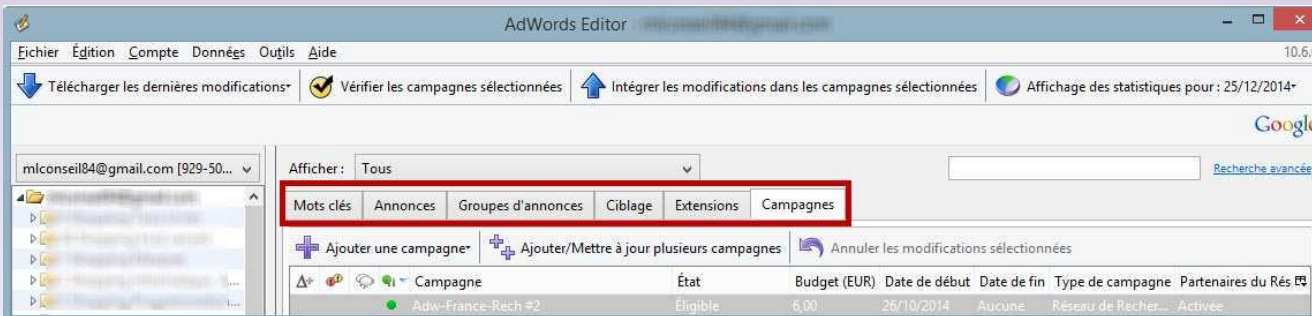 AdWords Editor
Fichier Édition Compte Données Outils Aide 10.6.
Télécharger les dernières modifications Vérifier les campagnes sélectionnées Intégrer les modifications dans les campagnes sélectionnées Affichage des statistiques pour : 25/12/2014
Google
mlconseil84@gmail.com [929-50... Afficher : Tous Recherche avancée
Mots clés Annonces Groupes d'annonces Ciblage Extensions Campagnes
Ajouter une campagne Ajouter/Mettre à jour plusieurs campagnes Annuler les modifications sélectionnées
Campagne État Budget (EUR) Date de début Date de fin Type de campagne Partenaires du Rés
Adw-France-Rech #2 Éligible 6,00 26/10/2014 Aucune Réseau de Recher... Activée